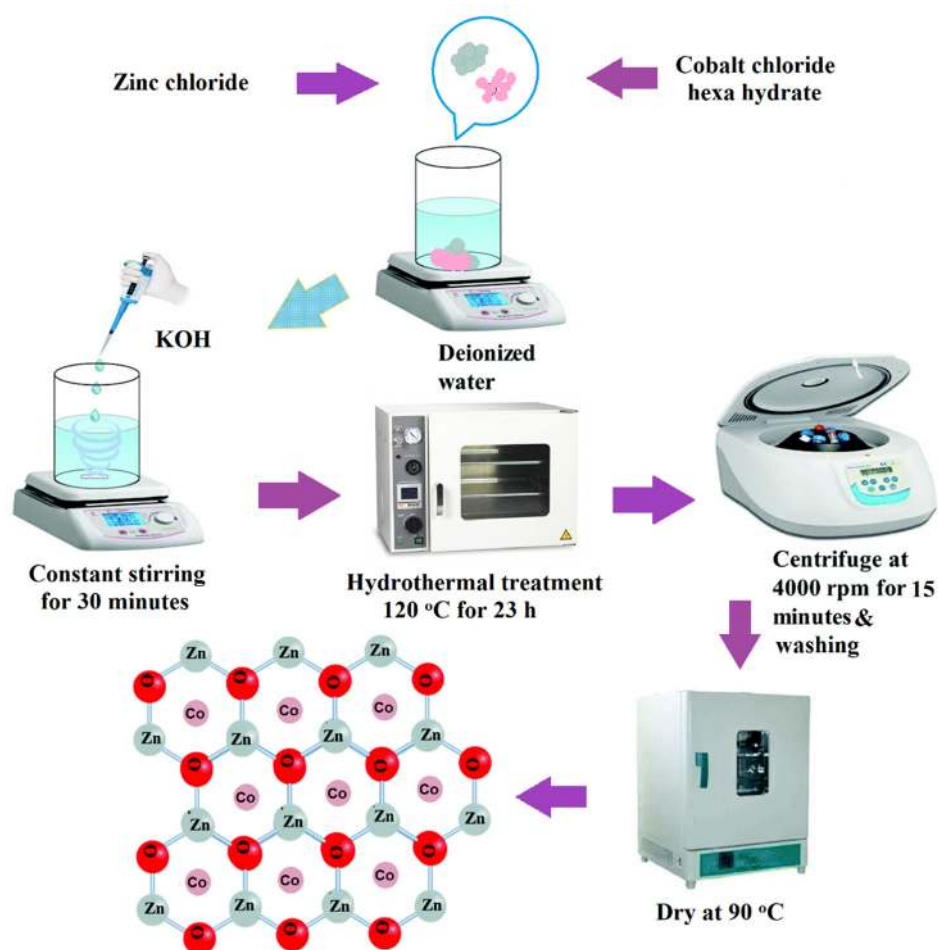 Zinc chloride
Cobalt chloride
hexa hydrate
KOH
Deionized
water
Constant stirring
for 30 minutes
Hydrothermal treatment
120 °C for 23 h
Centrifuge at
4000 rpm for 15
minutes &
washing
Dry at 90 °C
Zn Zn Zn
O O O O
Co Co Co
Zn Zn Zn Zn
O O O O
Co Co Co
Zn Zn Zn Zn
O O O O
Co Co Co
Zn Zn Zn Zn
O O O